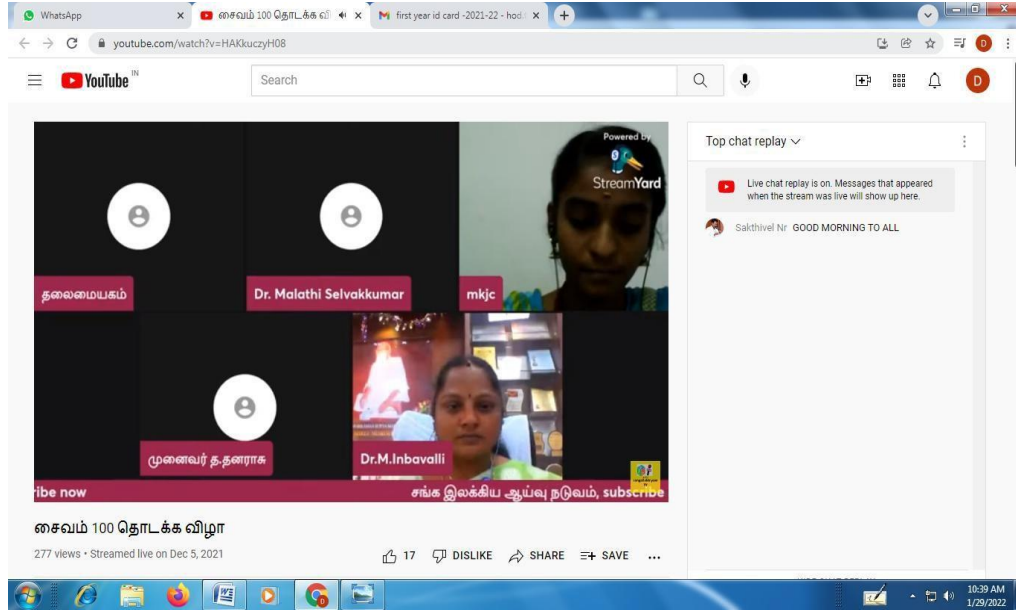 WhatsApp
சைவம் 100 தொடக்க வி
first year id card -2021-22 - hod
youtube.com/watch?v=HAKkuczyH08
D
YouTube IN
Search
D
Powered by
StreamYard
தலைமையகம்
Dr. Malathi Selvakkumar
mkjc
முனைவர் த.தனராசு
Dr.M.Inbavalli
ibe now
சங்க இலக்கிய ஆய்வு நடுவம், subscribe
Top chat replay
Live chat replay is on. Messages that appeared
when the stream was live will show up here.
Sakthivel Nr GOOD MORNING TO ALL
சைவம் 100 தொடக்க விழா
277 views • Streamed live on Dec 5, 2021
17 DISLIKE SHARE SAVE ...
10:39 AM
1/29/2022